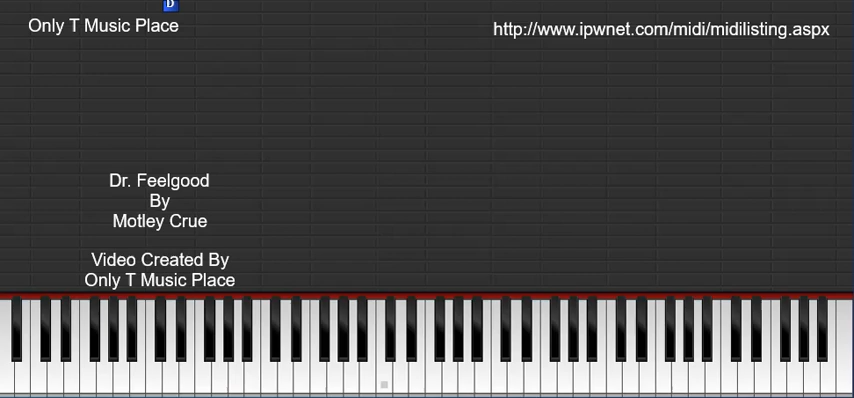 D
Only T Music Place
http://www.ipwnet.com/midi/midilisting.aspx
Dr. Feelgood
By
Motley Crue
Video Created By
Only T Music Place